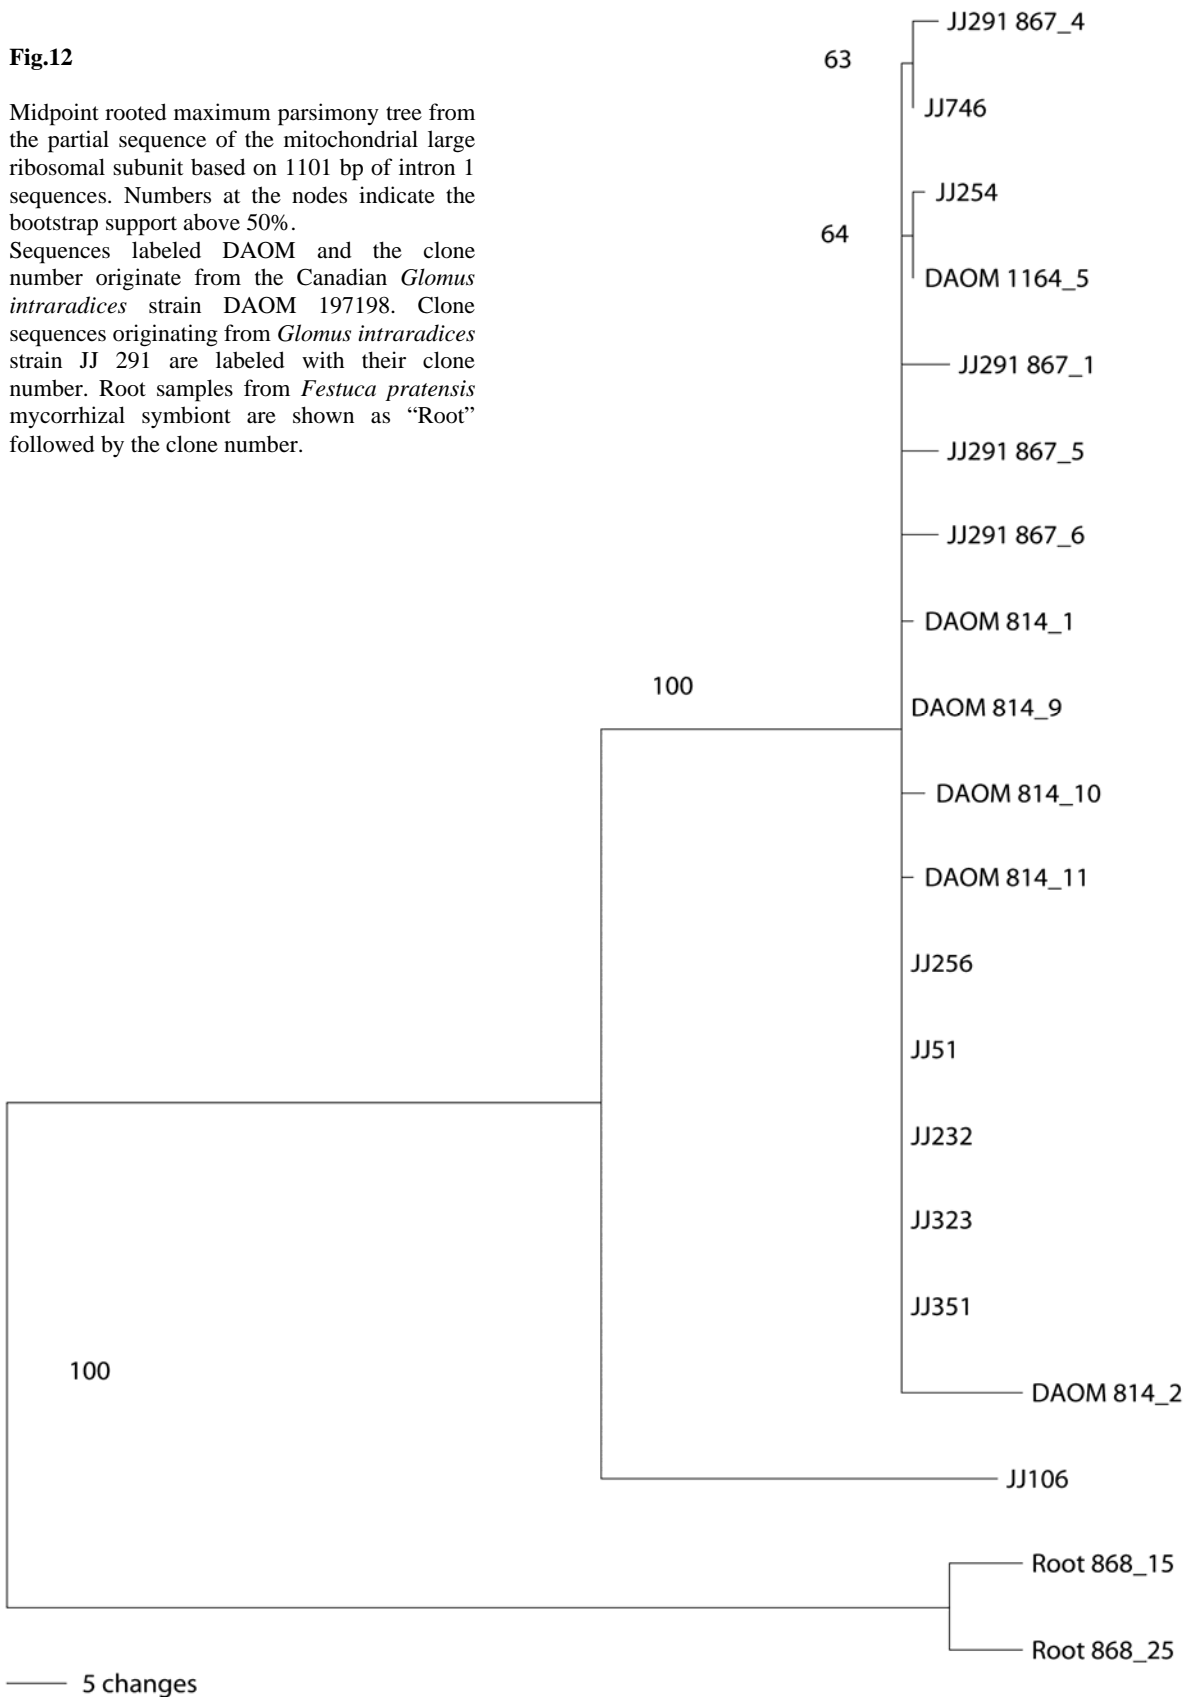 Fig.12
Midpoint rooted maximum parsimony tree from
the partial sequence of the mitochondrial large
ribosomal subunit based on 1101 bp of intron 1
sequences. Numbers at the nodes indicate the
bootstrap support above 50%.
Sequences labeled DAOM and the clone
number originate from the Canadian Glomus
intraradices strain DAOM 197198. Clone
sequences originating from Glomus intraradices
strain JJ 291 are labeled with their clone
number. Root samples from Festuca pratensis
mycorrhizal symbiont are shown as “Root”
followed by the clone number.
JJ291 867_4
63
JJ746
JJ254
64
DAOM 1164_5
JJ291 867_1
JJ291 867_5
JJ291 867_6
DAOM 814_1
100
DAOM 814_9
DAOM 814_10
DAOM 814_11
JJ256
JJ51
JJ232
JJ323
JJ351
100
DAOM 814_2
JJ106
Root 868_15
Root 868_25
5 changes